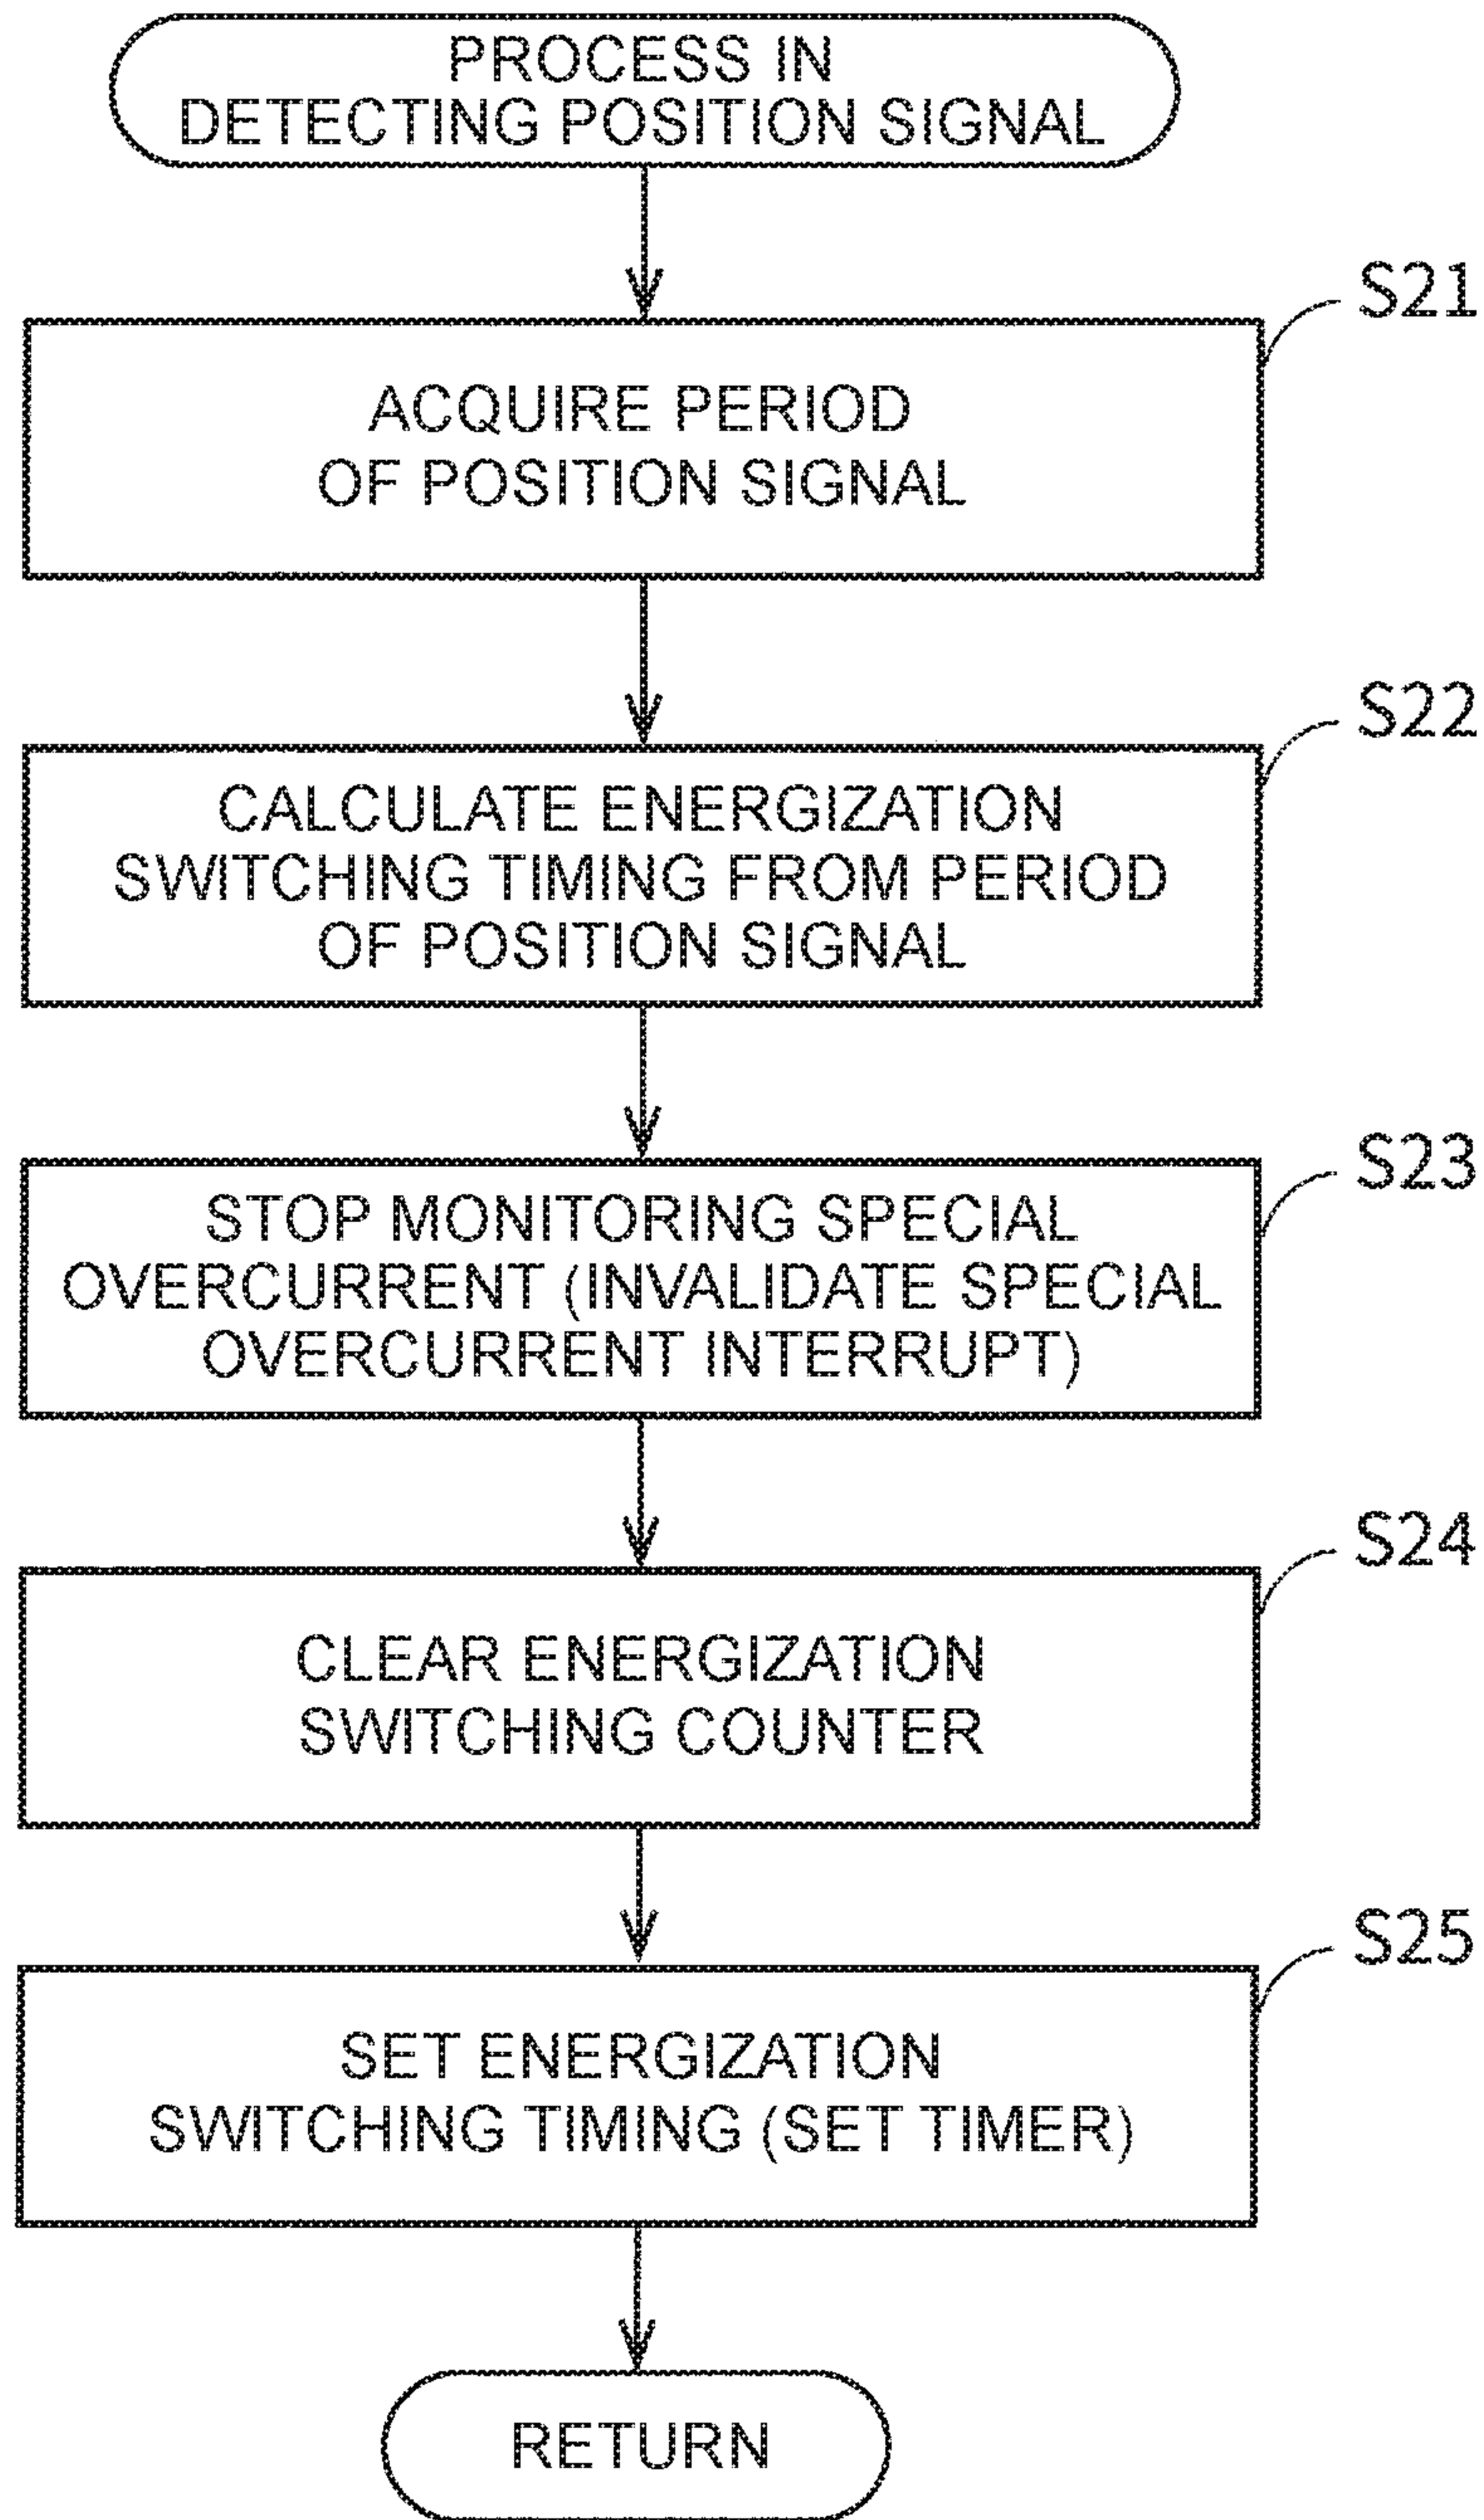 PROCESS IN
DETECTING POSITION SIGNAL
S21
ACQUIRE PERIOD
OF POSITION SIGNAL
S22
CALCULATE ENERGIZATION
SWITCHING TIMING FROM PERIOD
OF POSITION SIGNAL
S23
STOP MONITORING SPECIAL
OVERCURRENT (INVALIDATE SPECIAL
OVERCURRENT INTERRUPT)
S24
CLEAR ENERGIZATION
SWITCHING COUNTER
S25
SET ENERGIZATION
SWITCHING TIMING (SET TIMER)
RETURN